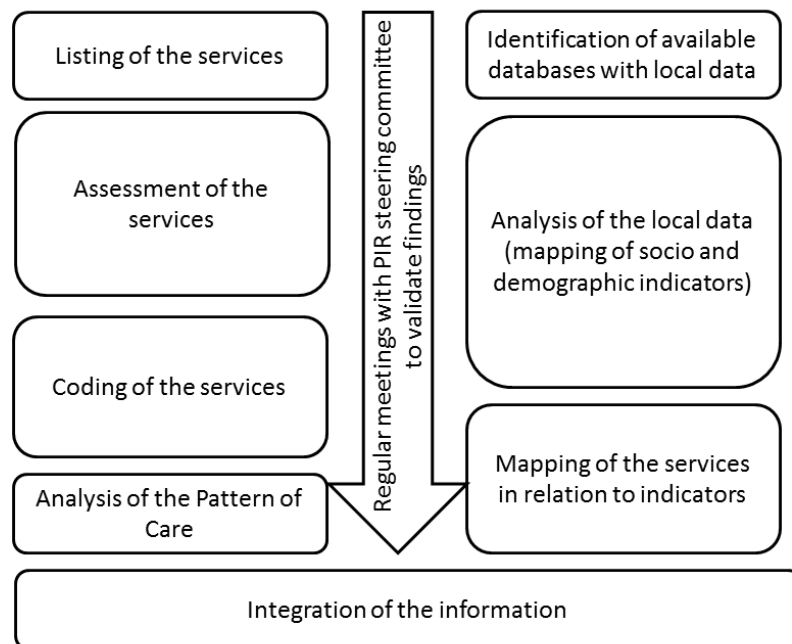 Listing of the services
Assessment of the
services
Coding of the services
Analysis of the Pattern of
Care
Regular meetings with PIR steering committee
to validate findings
Identification of available
databases with local data
Analysis of the local data
(mapping of socio and
demographic indicators)
Mapping of the services
in relation to indicators
Integration of the information